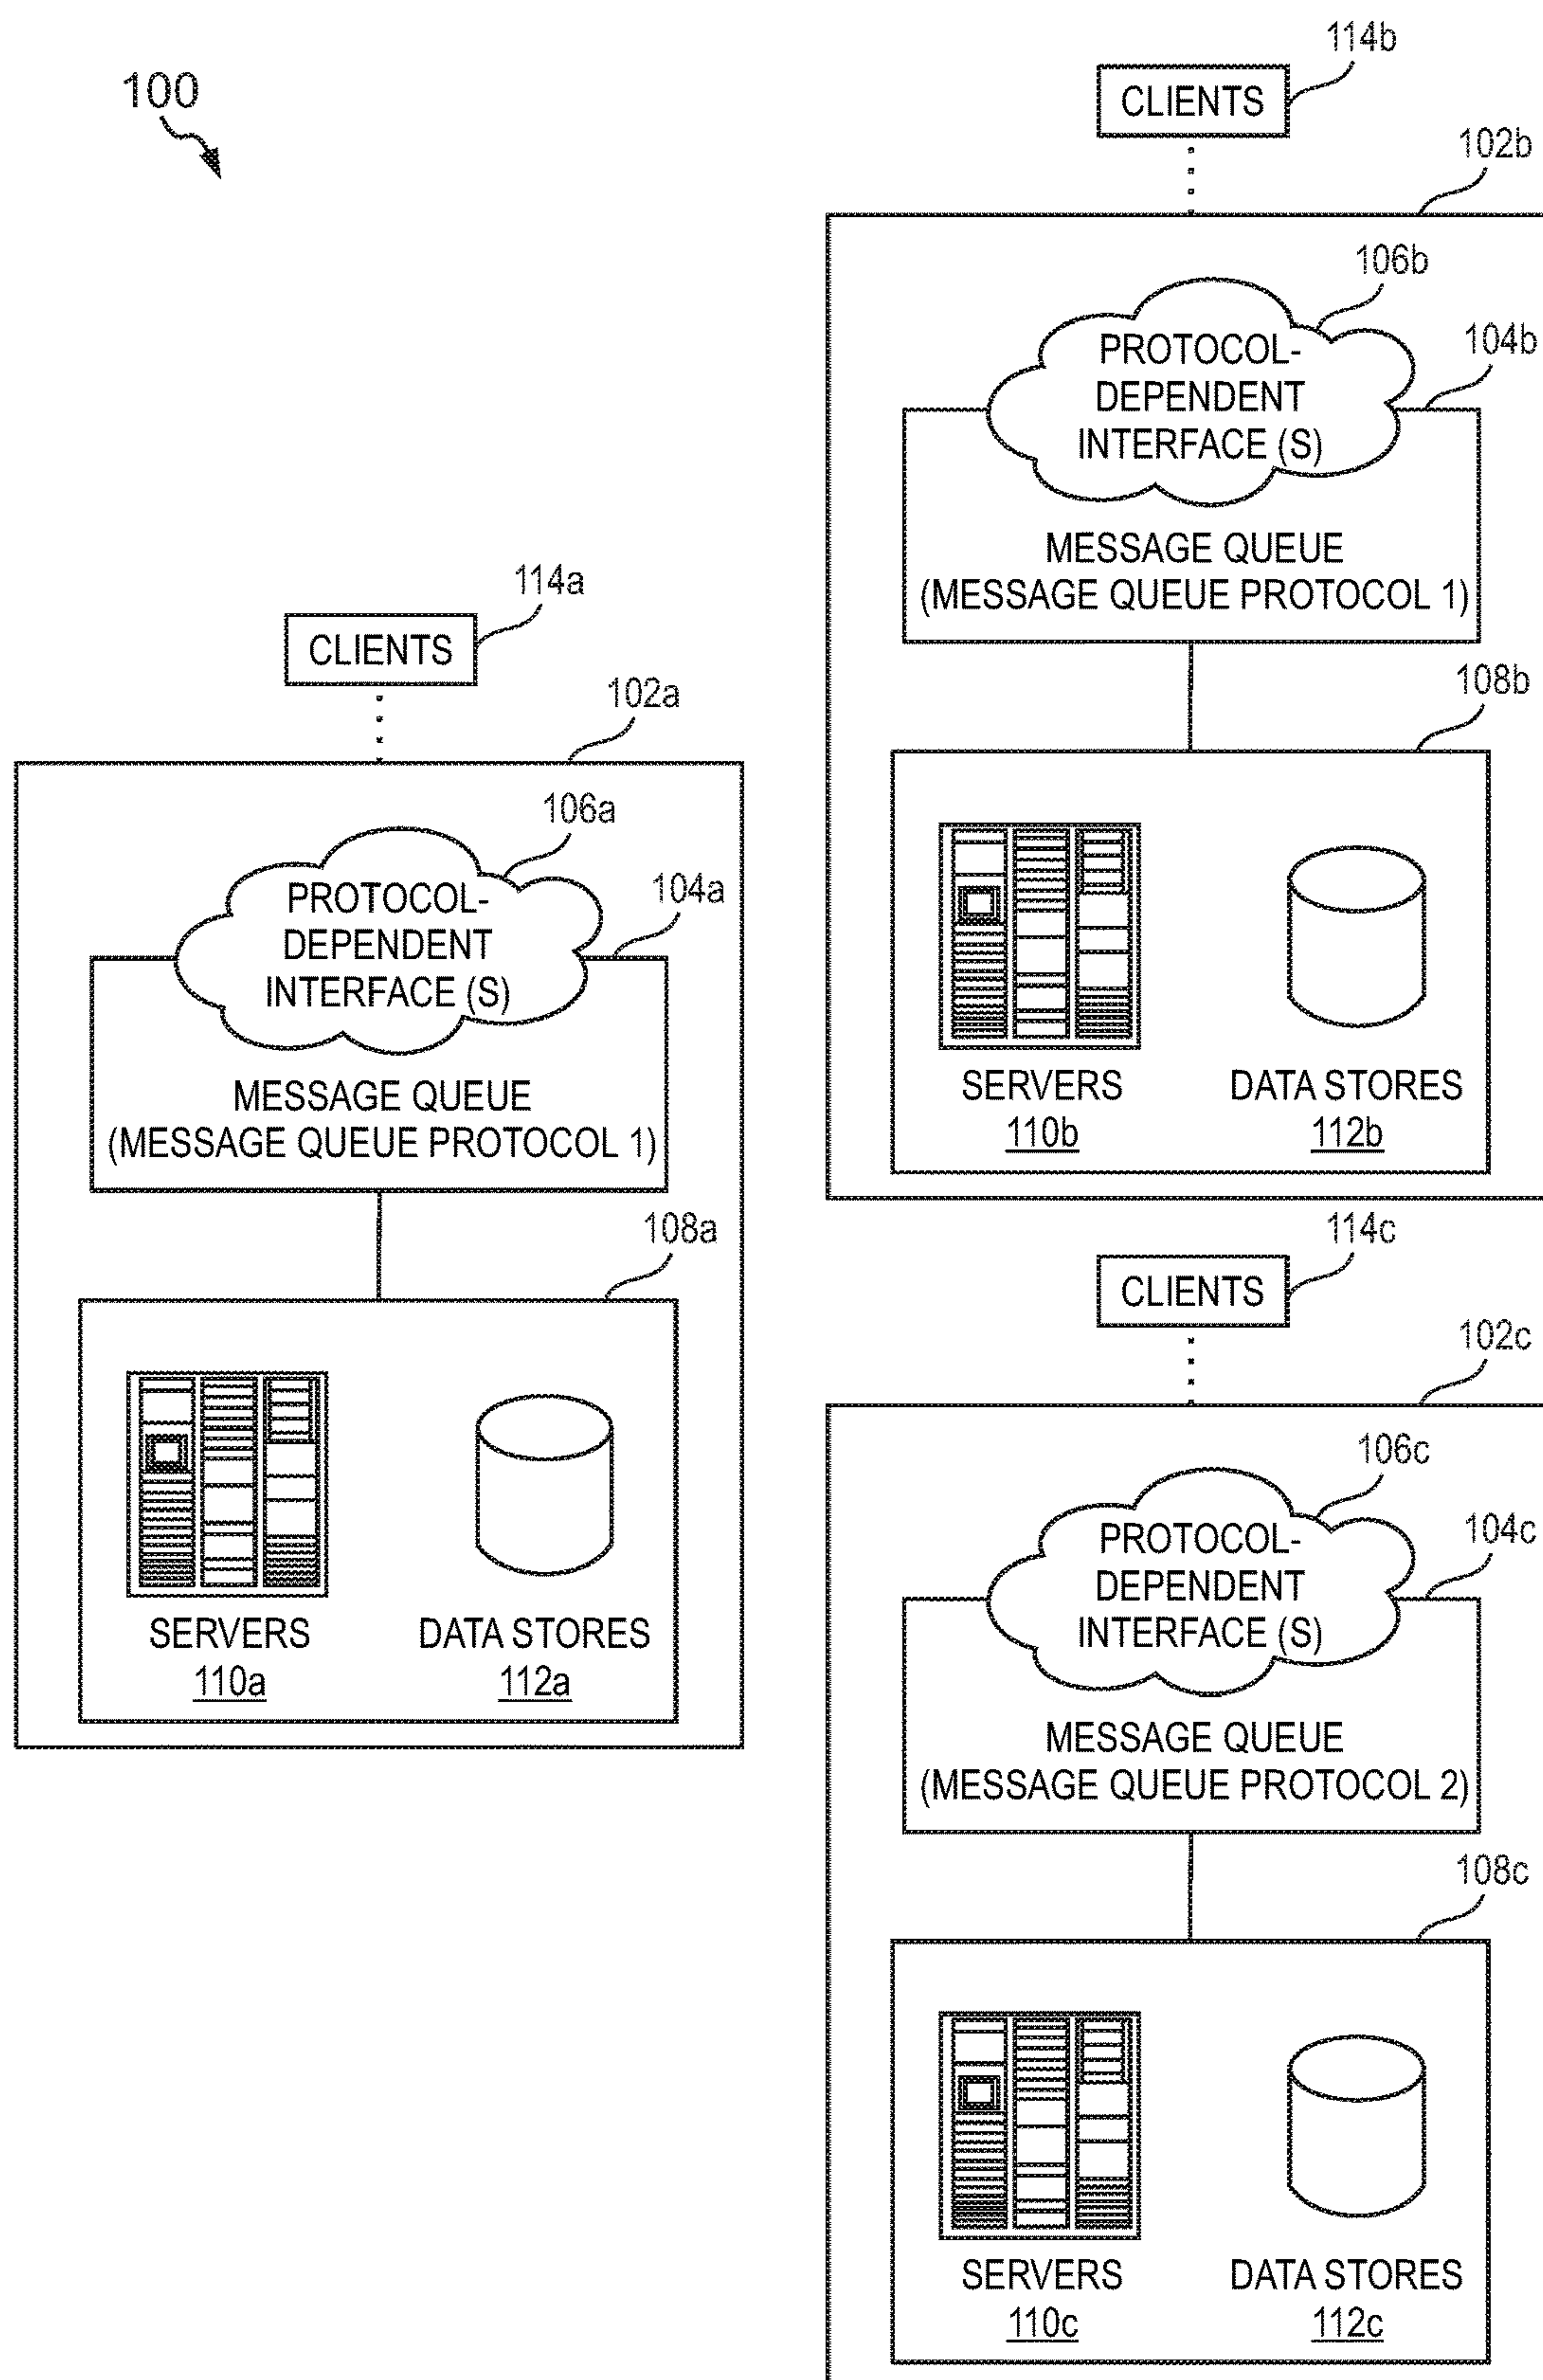 100
114a
CLIENTS
102a
106a
PROTOCOL-
DEPENDENT
INTERFACE (S)
104a
MESSAGE QUEUE
(MESSAGE QUEUE PROTOCOL 1)
108a
SERVERS
110a
DATA STORES
112a
114b
CLIENTS
102b
106b
PROTOCOL-
DEPENDENT
INTERFACE (S)
104b
MESSAGE QUEUE
(MESSAGE QUEUE PROTOCOL 1)
108b
SERVERS
110b
DATA STORES
112b
114c
CLIENTS
102c
106c
PROTOCOL-
DEPENDENT
INTERFACE (S)
104c
MESSAGE QUEUE
(MESSAGE QUEUE PROTOCOL 2)
108c
SERVERS
110c
DATA STORES
112c